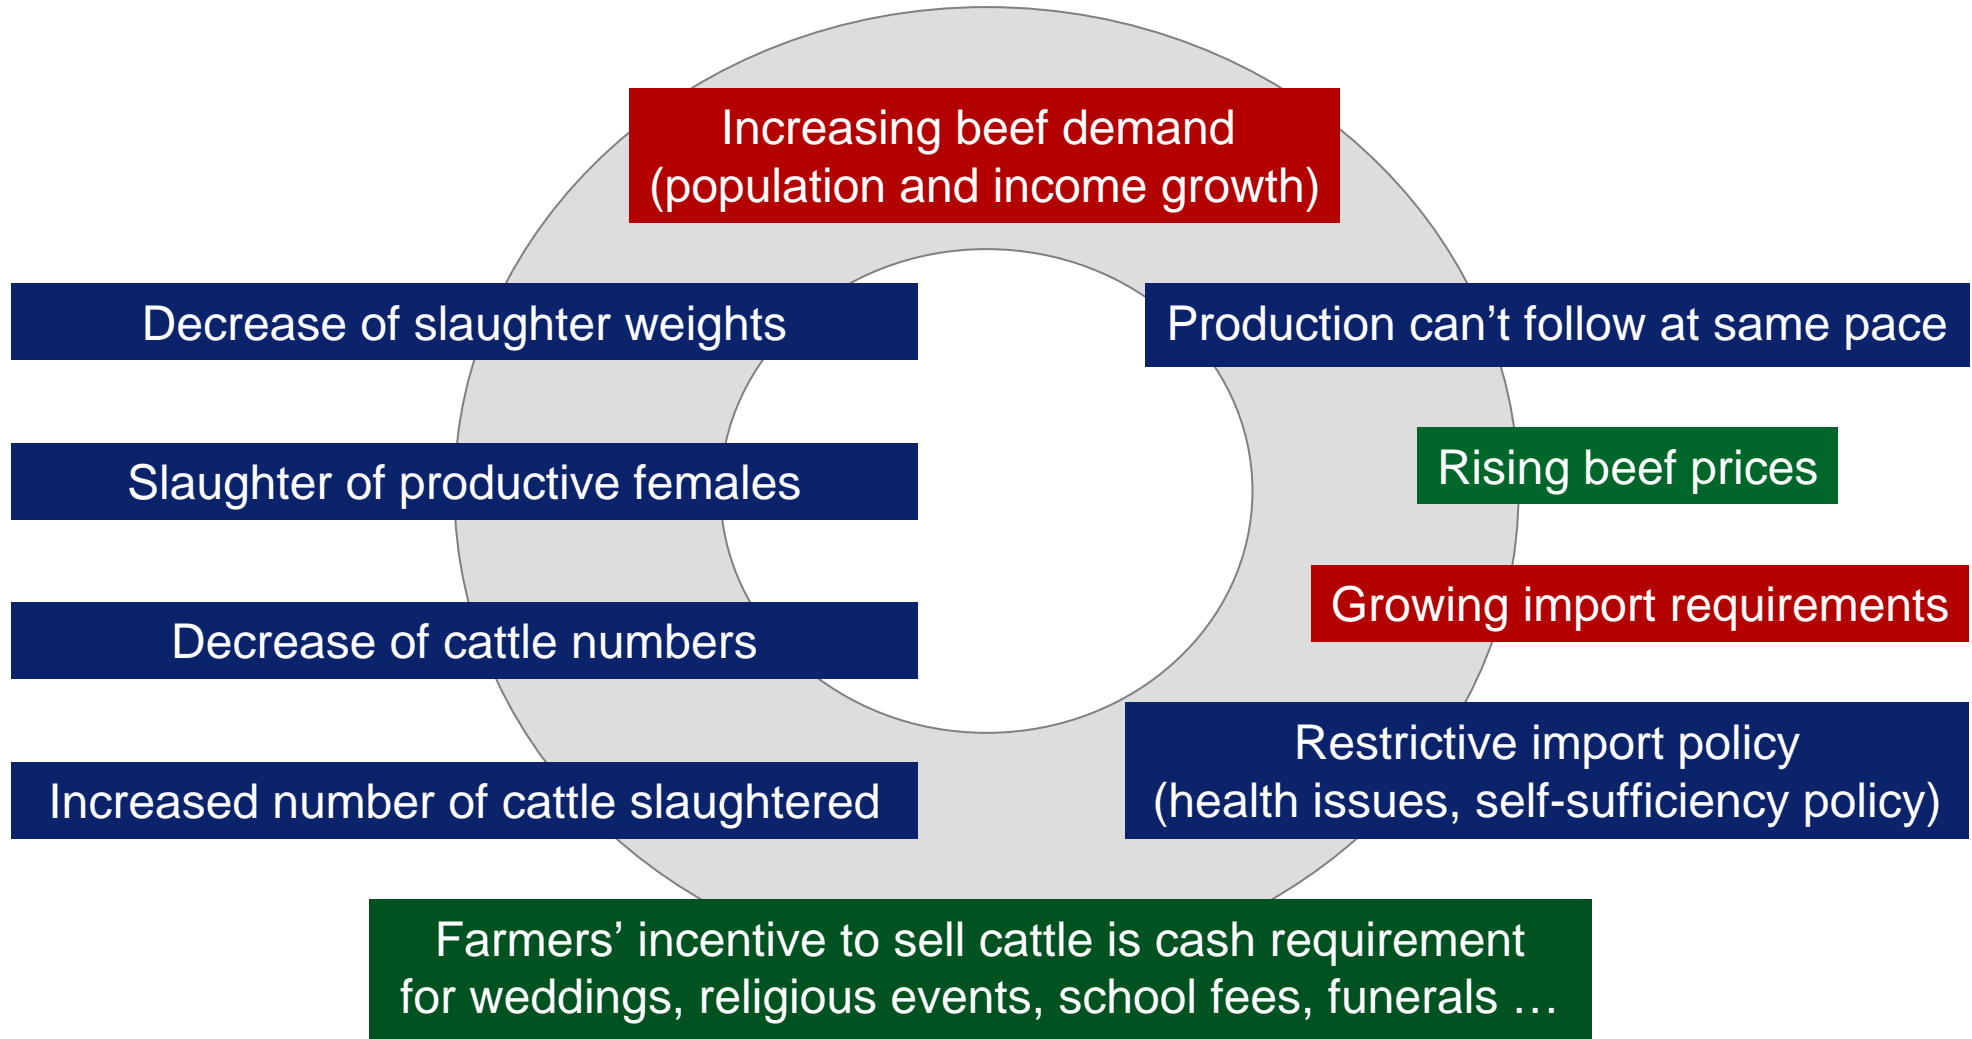 Increasing beef demand
(population and income growth)
Decrease of slaughter weights
Production can’t follow at same pace
Slaughter of productive females
Rising beef prices
Growing import requirements
Decrease of cattle numbers
Restrictive import policy
(health issues, self-sufficiency policy)
Increased number of cattle slaughtered
Farmers’ incentive to sell cattle is cash requirement
for weddings, religious events, school fees, funerals …